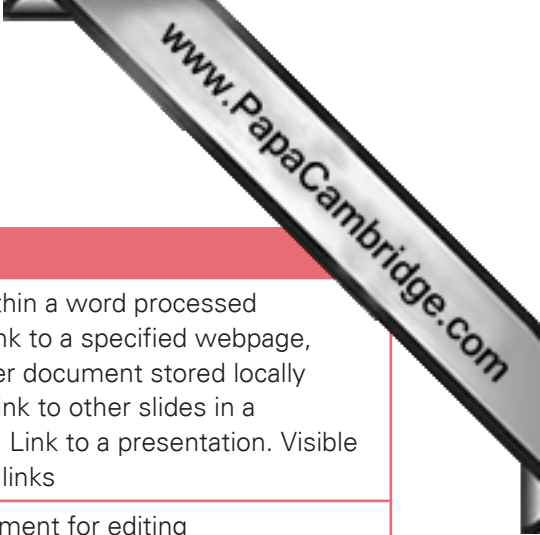 www.PapaCambridge.com
thin a word processed
nk to a specified webpage,
er document stored locally
ink to other slides in a
Link to a presentation. Visible
links
ment for editing